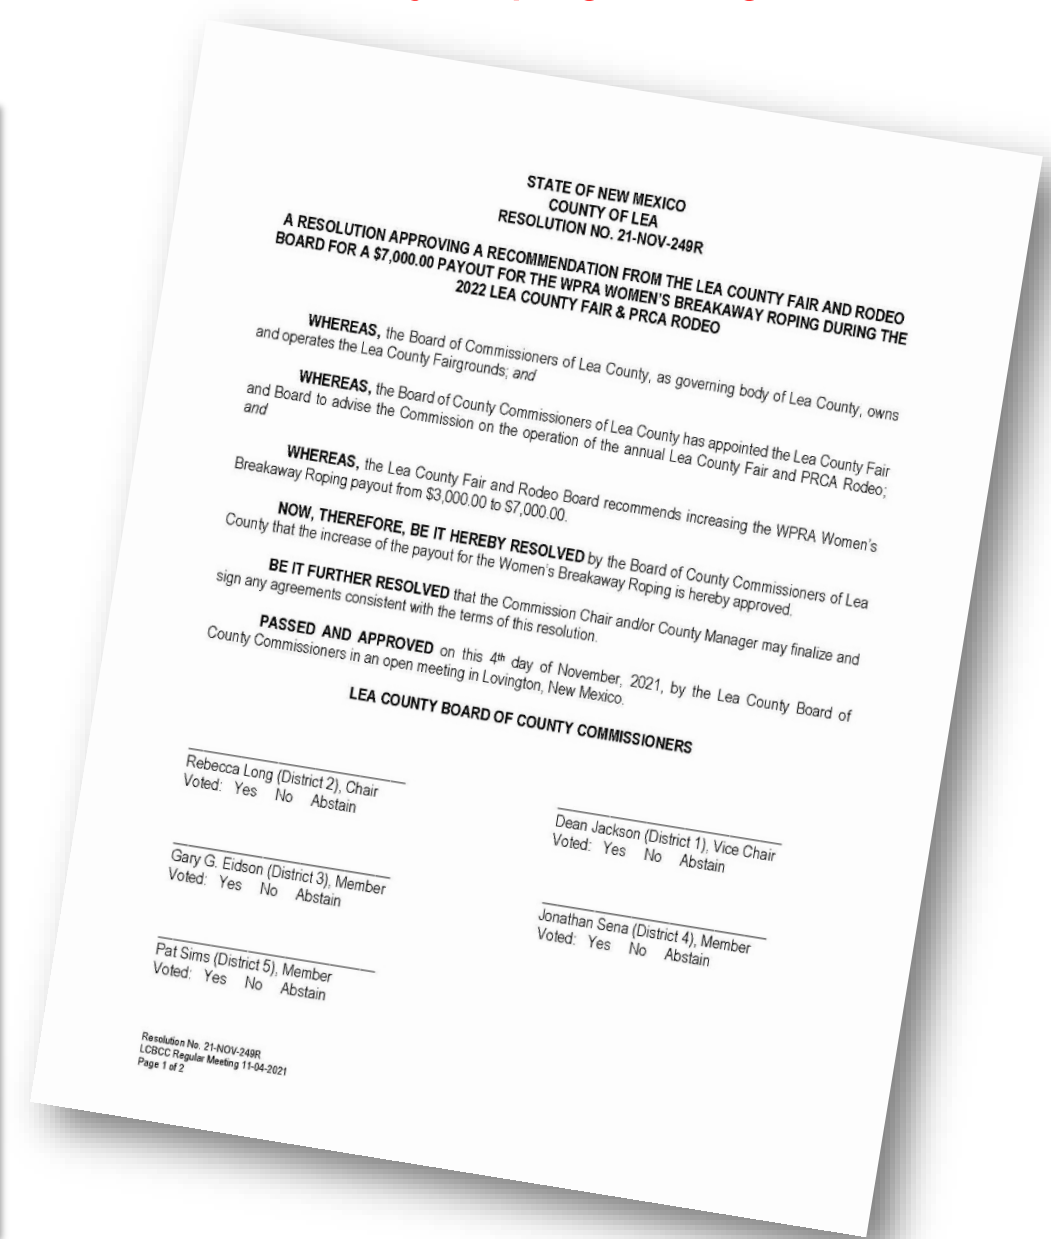 STATE OF NEW MEXICO
COUNTY OF LEA
RESOLUTION NO. 21-NOV-249R
A RESOLUTION APPROVING A RECOMMENDATION FROM THE LEA COUNTY FAIR AND RODEO
BOARD FOR A $7,000.00 PAYOUT FOR THE WPRA WOMEN'S BREAKAWAY ROPING DURING THE
2022 LEA COUNTY FAIR & PRCA RODEO
WHEREAS, the Board of Commissioners of Lea County, as governing body of Lea County, owns
and operates the Lea County Fairgrounds; and
WHEREAS, the Board of County Commissioners of Lea County has appointed the Lea County Fair
and Board to advise the Commission on the operation of the annual Lea County Fair and PRCA Rodeo;
and
WHEREAS, the Lea County Fair and Rodeo Board recommends increasing the WPRA Women's
Breakaway Roping payout from $3,000.00 to $7,000.00.
NOW, THEREFORE, BE IT HEREBY RESOLVED by the Board of County Commissioners of Lea
County that the increase of the payout for the Women's Breakaway Roping is hereby approved.
BE IT FURTHER RESOLVED that the Commission Chair and/or County Manager may finalize and
sign any agreements consistent with the terms of this resolution.
PASSED AND APPROVED on this 4th day of November, 2021, by the Lea County Board of
County Commissioners in an open meeting in Lovington, New Mexico.
LEA COUNTY BOARD OF COUNTY COMMISSIONERS
Rebecca Long (District 2), Chair
Voted: Yes No Abstain
Dean Jackson (District 1), Vice Chair
Voted: Yes No Abstain
Gary G. Eidson (District 3), Member
Voted: Yes No Abstain
Jonathan Sena (District 4), Member
Voted: Yes No Abstain
Pat Sims (District 5), Member
Voted: Yes No Abstain
Resolution No. 21-NOV-249R
LCBCC Regular Meeting 11-04-2021
Page 1 of 2